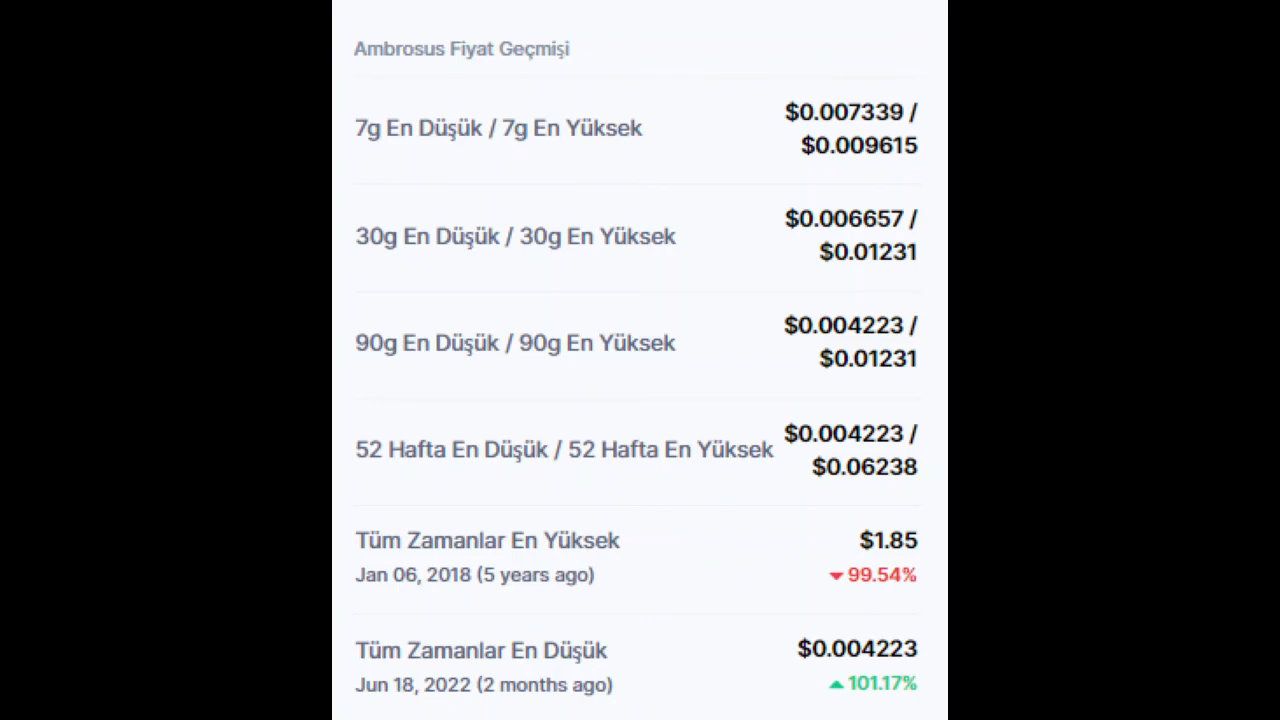 Ambrosus Fiyat Geçmişi
7g En Düşük / 7g En Yüksek
$0.007339 /
$0.009615
30g En Düşük / 30g En Yüksek
$0.006657 /
$0.01231
90g En Düşük / 90g En Yüksek
$0.004223 /
$0.01231
52 Hafta En Düşük / 52 Hafta En Yüksek
$0.004223 /
$0.06238
Tüm Zamanlar En Yüksek
$1.85
Jan 06, 2018 (5 years ago)
99.54%
Tüm Zamanlar En Düşük
$0.004223
Jun 18, 2022 (2 months ago)
101.17%